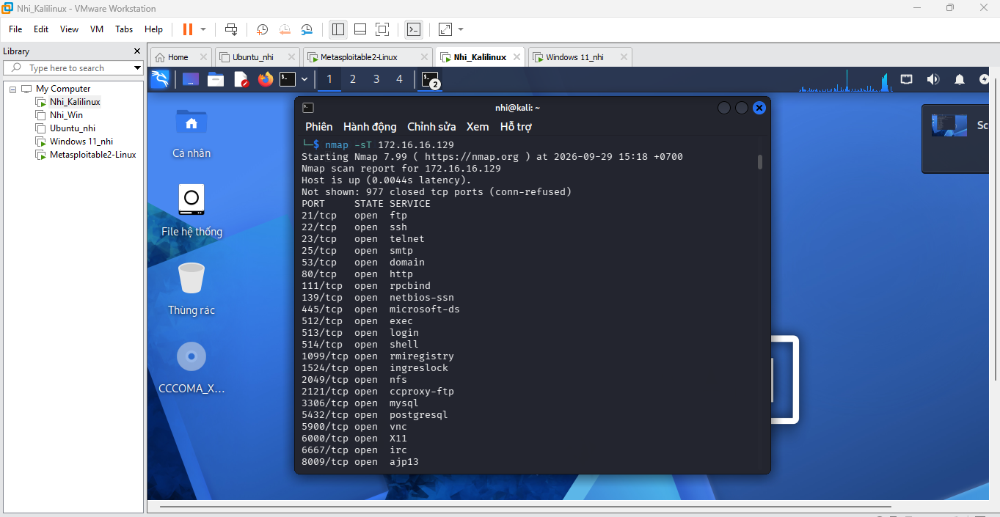 Nhi_Kalilinux - VMware Workstation
File Edit View VM Tabs Help
Library
Type here to search
My Computer
Nhi_Kalilinux
Nhi_Win
Ubuntu_nhi
Windows 11_nhi
Metasploitable2-Linux
Home Ubuntu_nhi Metasploitable2-Linux Nhi_Kalilinux Windows 11_nhi
1 2 3 4 2
Cá nhân
File hệ thống
Thùng rác
CCCOMA_X...
nhi@kali: ~
Phiên Hành động Chỉnh sửa Xem Hỗ trợ
└─$ nmap -sT 172.16.16.129
Starting Nmap 7.99 ( https://nmap.org ) at 2026-09-29 15:18 +0700
Nmap scan report for 172.16.16.129
Host is up (0.0044s latency).
Not shown: 977 closed tcp ports (conn-refused)
PORT STATE SERVICE
21/tcp open ftp
22/tcp open ssh
23/tcp open telnet
25/tcp open smtp
53/tcp open domain
80/tcp open http
111/tcp open rpcbind
139/tcp open netbios-ssn
445/tcp open microsoft-ds
512/tcp open exec
513/tcp open login
514/tcp open shell
1099/tcp open rmiregistry
1524/tcp open ingreslock
2049/tcp open nfs
2121/tcp open ccproxy-ftp
3306/tcp open mysql
5432/tcp open postgresql
5900/tcp open vnc
6000/tcp open X11
6667/tcp open irc
8009/tcp open ajp13
Sc